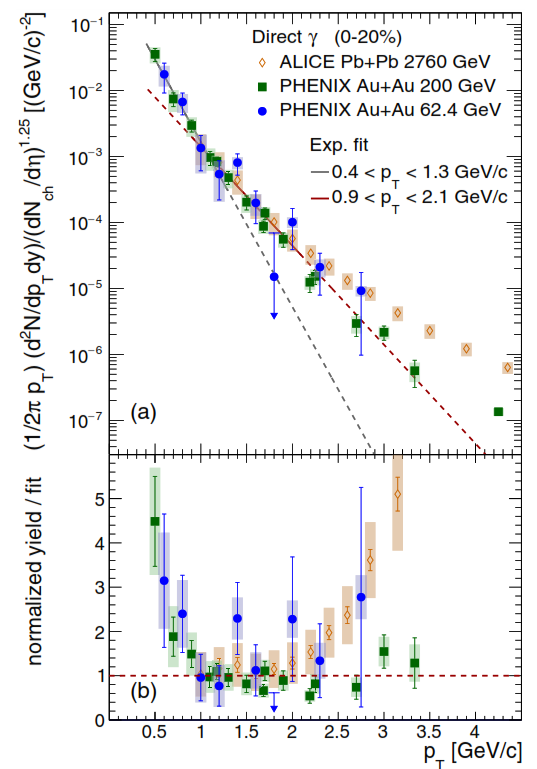 Direct γ (0-20%)
ALICE Pb+Pb 2760 GeV
PHENIX Au+Au 200 GeV
PHENIX Au+Au 62.4 GeV
Exp. fit
0.4 < p_T < 1.3 GeV/c
0.9 < p_T < 2.1 GeV/c
(1/2π p_T) (d²N/dp_T dy)/(dN_ch/dη)^1.25 [(GeV/c)^-2]
10^-1
10^-2
10^-3
10^-4
10^-5
10^-6
10^-7
(a)
normalized yield / fit
5
4
3
2
1
0
(b)
0.5 1 1.5 2 2.5 3 3.5 4
p_T [GeV/c]